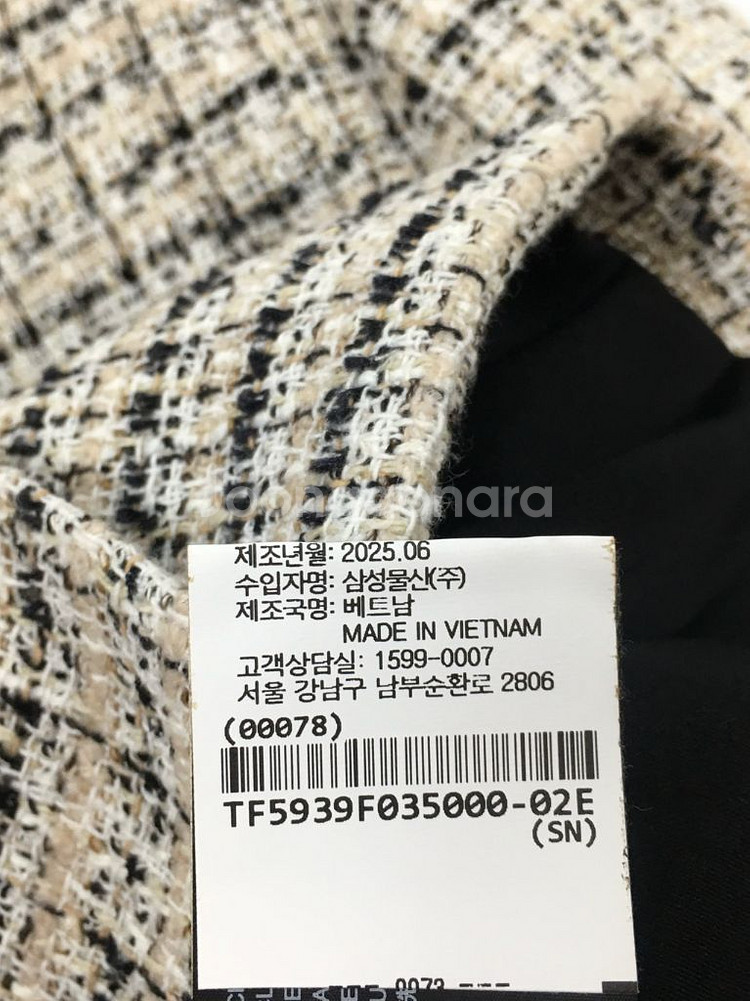 제조년월: 2025.06
수입자명: 삼성물산(주)
제조국명: 베트남
MADE IN VIETNAM
고객상담실: 1599-0007
서울 강남구 남부순환로 2806
(00078)
TF5939F035000-02E
(SN)